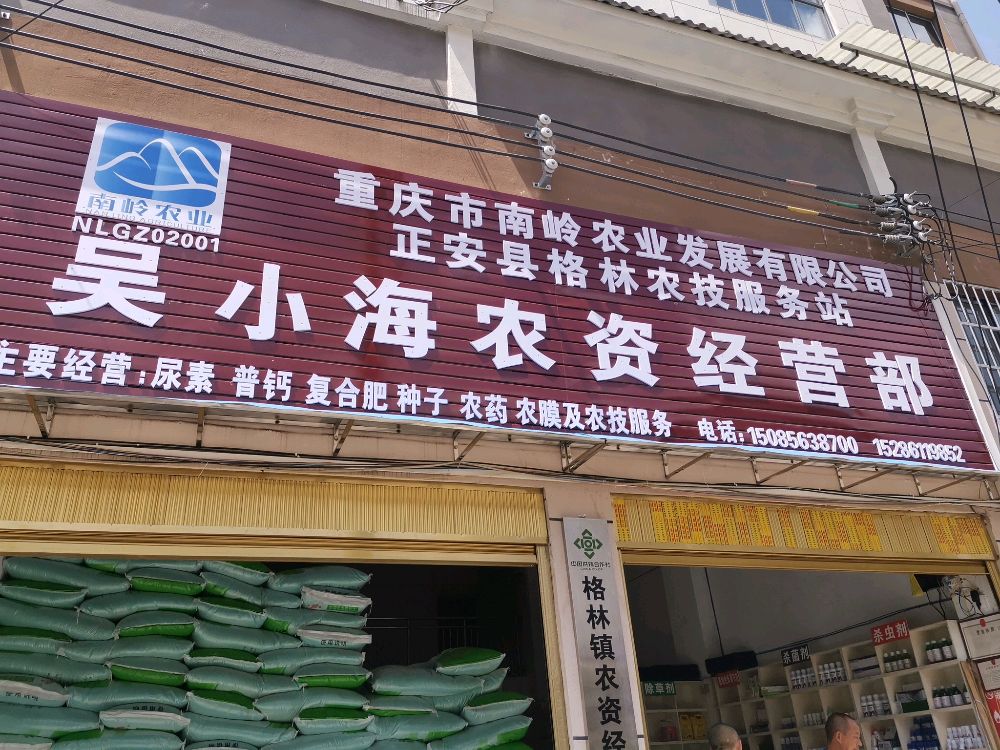 南岭农业
NLGZ02001
重庆市南岭农业发展有限公司
正安县格林农技服务站
吴小海农资经营部
主要经营:尿素 普钙 复合肥 种子 农药 农膜及农技服务 电话:15085638700 15286119852
格林镇农资经
除草剂
杀菌剂
杀虫剂